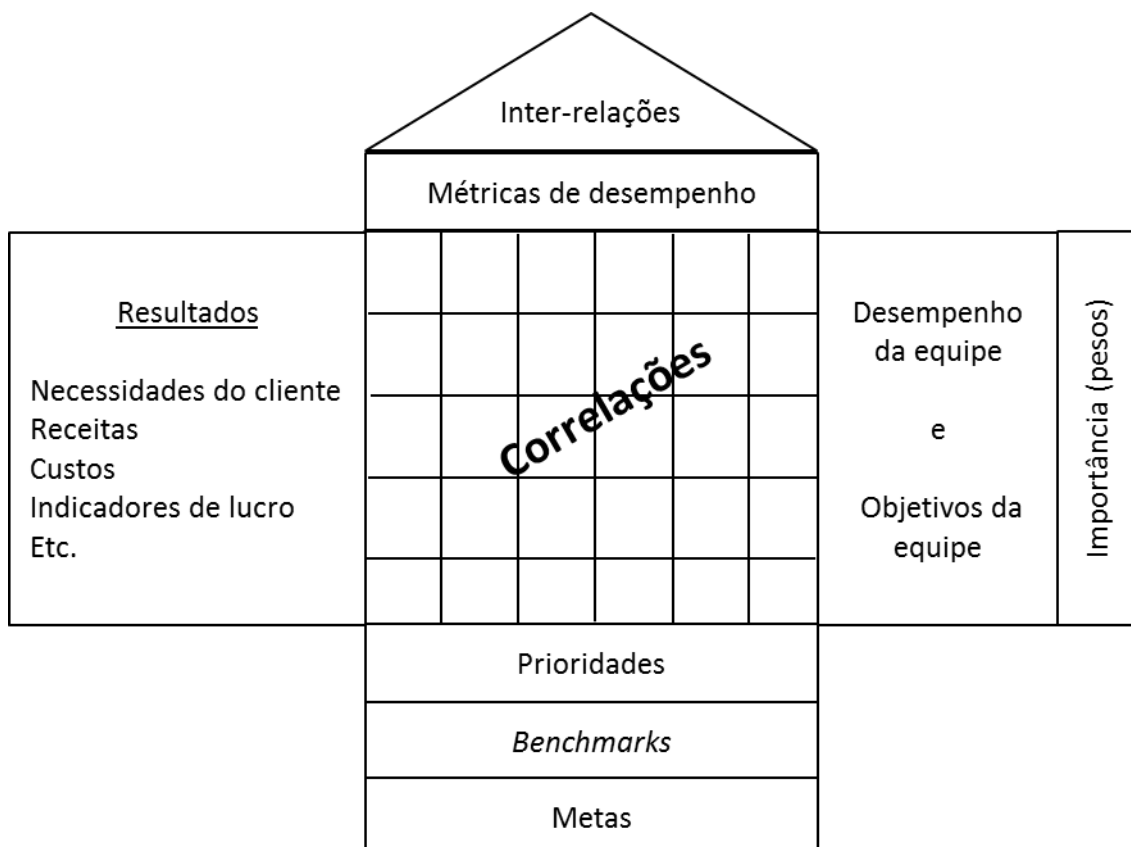 Inter-relações
Métricas de desempenho
Resultados
Necessidades do cliente
Receitas
Custos
Indicadores de lucro
Etc.
Correlações
Desempenho
da equipe
e
Objetivos da
equipe
Importância (pesos)
Prioridades
Benchmarks
Metas